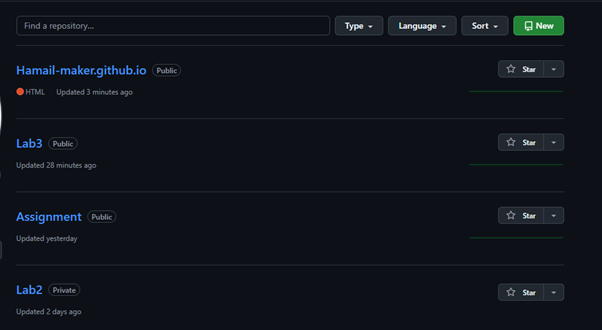 Find a repository...
Type
Language
Sort
New
Hamail-maker.github.io Public
Star
HTML Updated 3 minutes ago
Lab3 Public
Star
Updated 28 minutes ago
Assignment Public
Star
Updated yesterday
Lab2 Private
Star
Updated 2 days ago